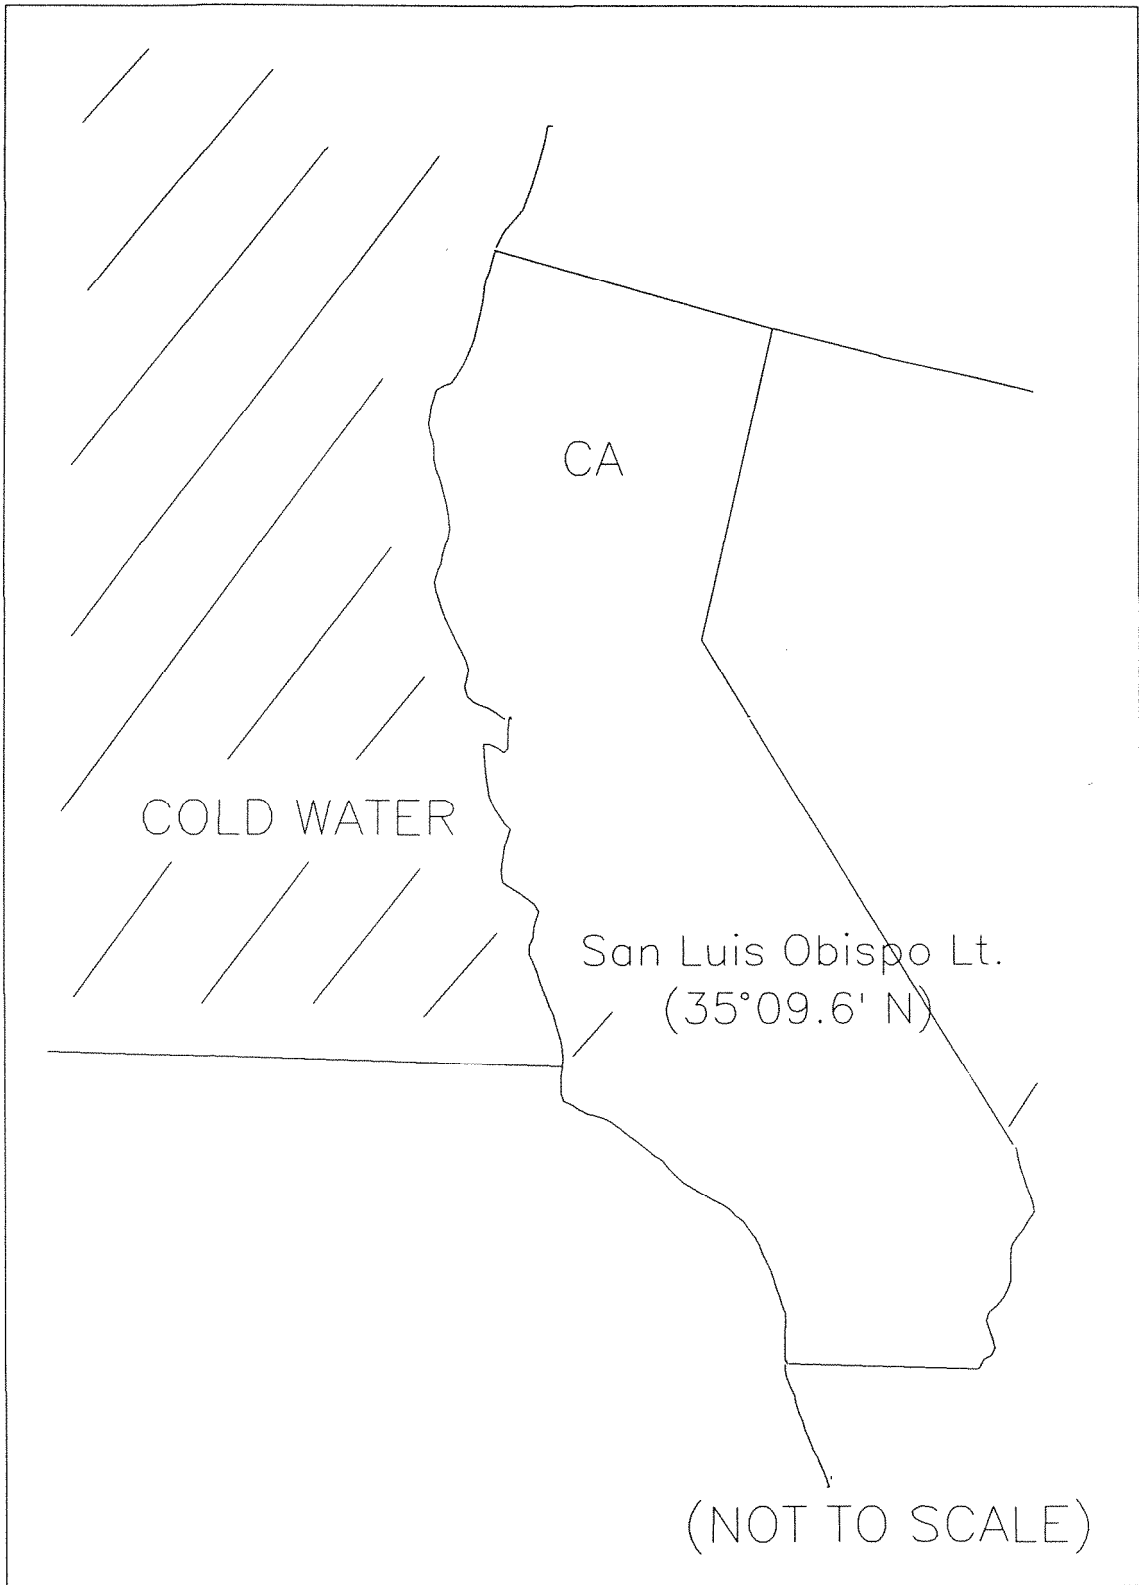 CA
COLD WATER
San Luis Obispo Lt.
(35°09.6' N)
(NOT TO SCALE)